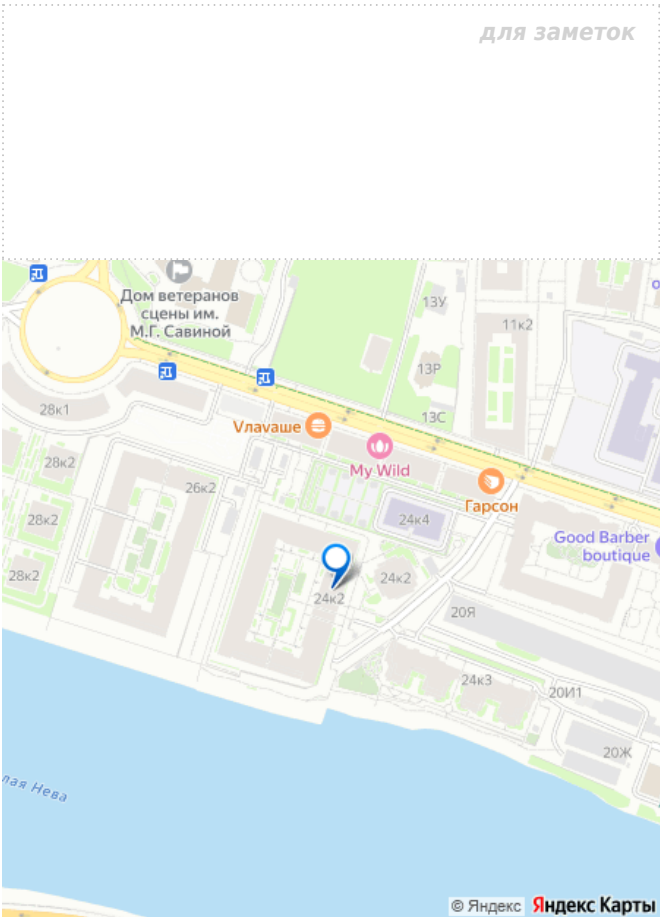 для заметок
Дом ветеранов
сцены им.
М.Г. Савиной
13У
11к2
13Р
28к1
13С
Vлаvаше
My Wild
28к2
26к2
Гарсон
28к2
24к4
Good Barber
boutique
28к2
24к2
24к2
20Я
24к3
20И1
20Ж
лая Нева
© Яндекс Яндекс Карты